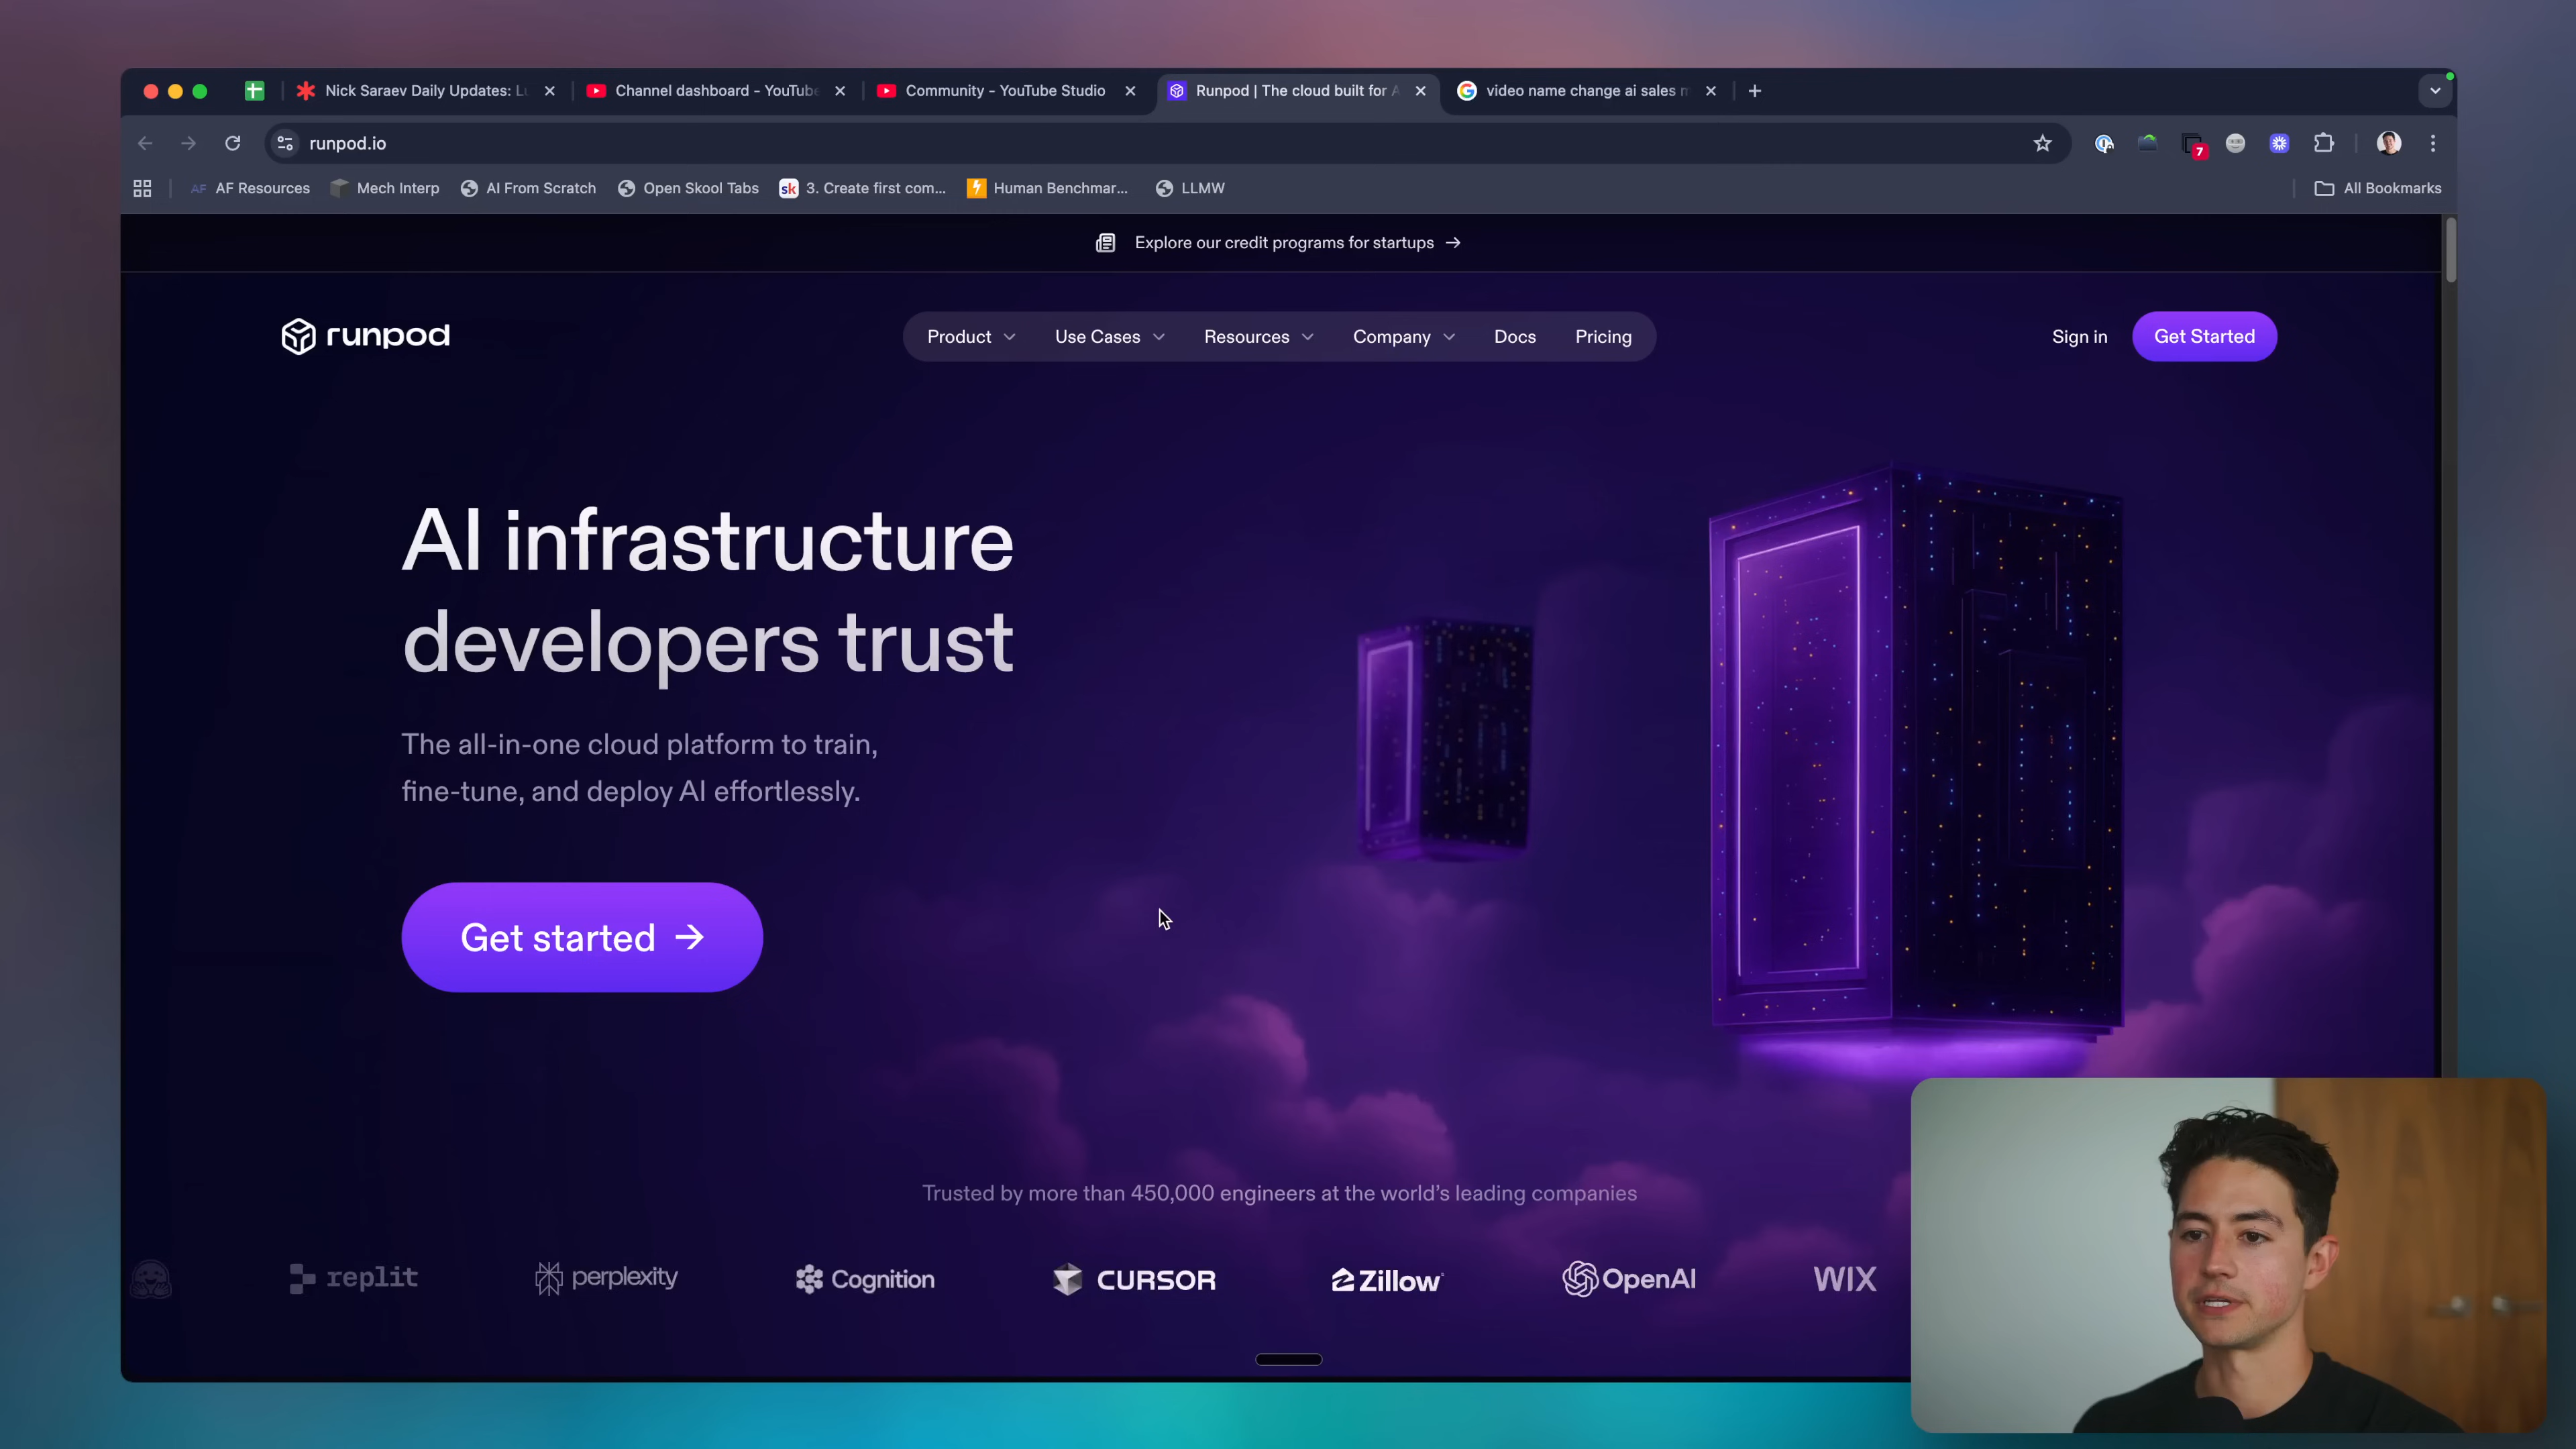 Nick Saraev Daily Updates: L
Channel dashboard - YouTube
Community - YouTube Studio
Runpod | The cloud built for A
video name change ai sales m
runpod.io
7
AF AF Resources
Mech Interp
AI From Scratch
Open Skool Tabs
sk 3. Create first com...
Human Benchmar...
LLMW
All Bookmarks
Explore our credit programs for startups →
runpod
Product
Use Cases
Resources
Company
Docs
Pricing
Sign in
Get Started
AI infrastructure
developers trust
The all-in-one cloud platform to train,
fine-tune, and deploy AI effortlessly.
Get started →
Trusted by more than 450,000 engineers at the world's leading companies
replit
perplexity
Cognition
CURSOR
Zillow
OpenAI
WIX